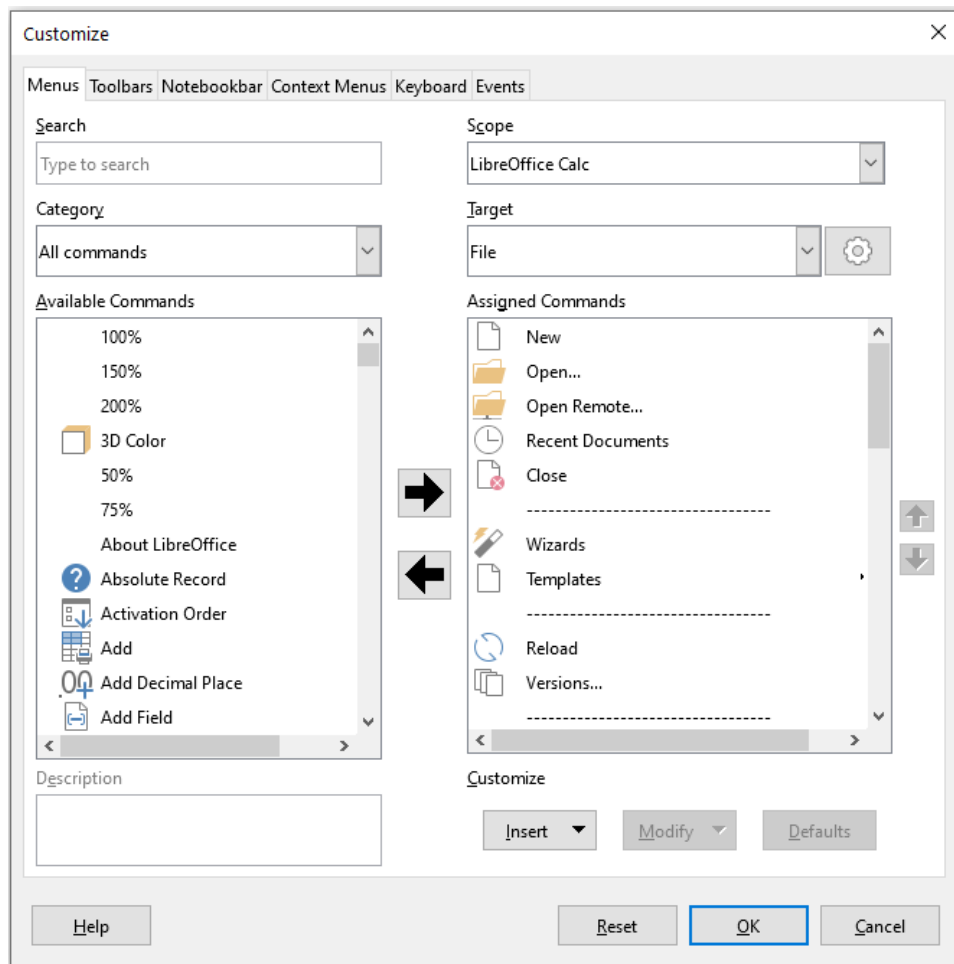 Customize
Menus Toolbars Notebookbar Context Menus Keyboard Events
Search
Type to search
Category
All commands
Available Commands
100%
150%
200%
3D Color
50%
75%
About LibreOffice
Absolute Record
Activation Order
Add
Add Decimal Place
Add Field
Description
Scope
LibreOffice Calc
Target
File
Assigned Commands
New
Open...
Open Remote...
Recent Documents
Close
----------------------------------
Wizards
Templates
----------------------------------
Reload
Versions...
----------------------------------
Customize
Insert Modify Defaults
Help Reset OK Cancel